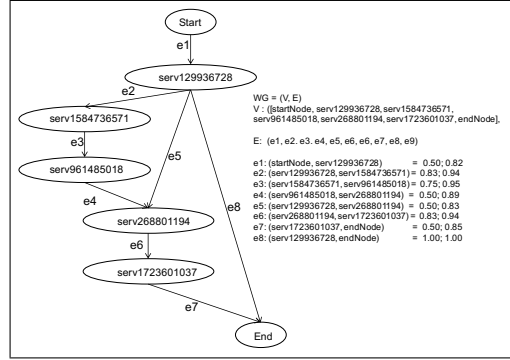 Start
e1
serv129936728
e2
serv1584736571
e3
e5
serv961485018
e4
e8
serv268801194
e6
serv1723601037
e7
End
WG = (V, E)
V : ([startNode, serv129936728, serv1584736571,
serv961485018, serv268801194, serv1723601037, endNode],
E: (e1, e2. e3. e4, e5, e6, e6, e7, e8, e9)
e1: (startNode, serv129936728) = 0.50; 0.82
e2: (serv129936728, serv1584736571) = 0.83; 0.94
e3: (serv1584736571, serv961485018) = 0.75; 0.95
e4: (serv961485018, serv268801194) = 0.50; 0.89
e5: (serv129936728, serv268801194) = 0.50; 0.83
e6: (serv268801194, serv1723601037) = 0.83; 0.94
e7: (serv1723601037, endNode) = 0.50; 0.85
e8: (serv129936728, endNode) = 1.00; 1.00